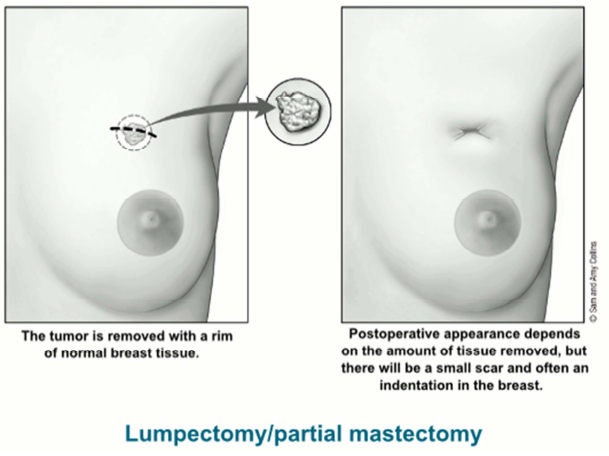 The tumor is removed with a rim
of normal breast tissue.
Postoperative appearance depends
on the amount of tissue removed, but
there will be a small scar and often an
indentation in the breast.
© Sam and Amy Collins
Lumpectomy/partial mastectomy